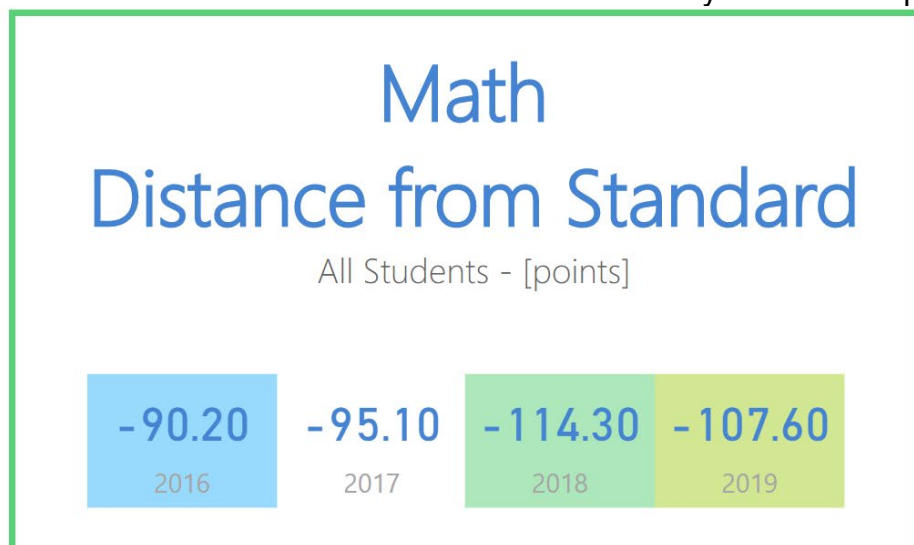 Math
Distance from Standard
All Students - [points]
-90.20 -95.10 -114.30 -107.60
2016 2017 2018 2019